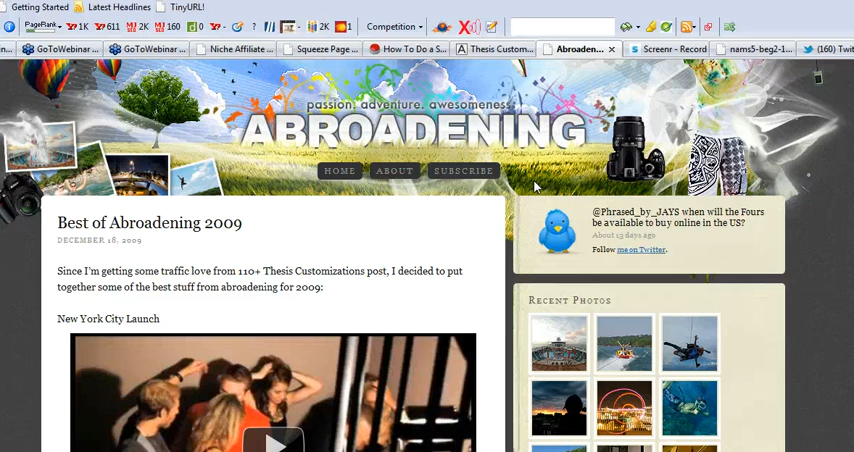 Getting Started Latest Headlines TinyURL!
PageRank 1K 611 2K 160 0 ? 2K 1 Competition
GoToWebinar ... GoToWebinar ... Niche Affiliate ... Squeeze Page ... How To Do a S... Thesis Custom... Abroaden... Screenr - Record nams5-beg2-1... (160) Tw
passion. adventure. awesomeness.
ABROADENING
HOME ABOUT SUBSCRIBE
Best of Abroadening 2009
DECEMBER 18, 2009
Since I'm getting some traffic love from 110+ Thesis Customizations post, I decided to put
together some of the best stuff from abroadening for 2009:
New York City Launch
@Phrased_by_JAYS when will the Fours
be available to buy online in the US?
About 13 days ago
Follow me on Twitter.
RECENT PHOTOS